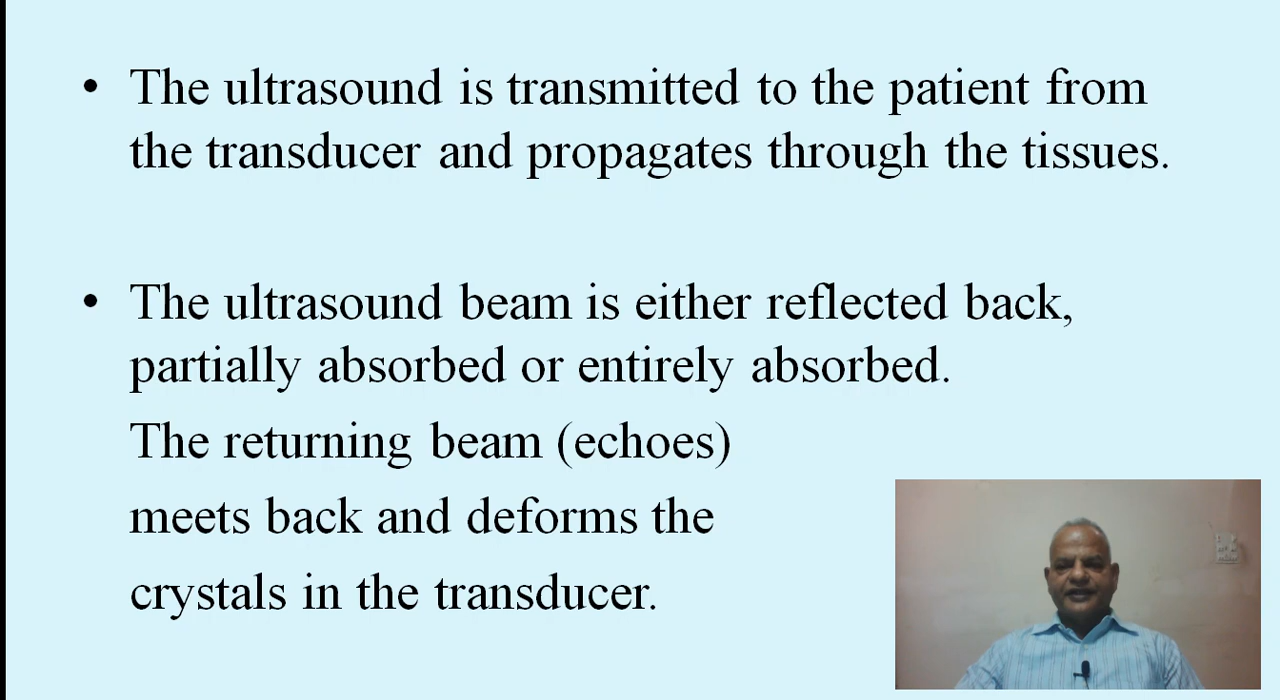 • The ultrasound is transmitted to the patient from
the transducer and propagates through the tissues.
• The ultrasound beam is either reflected back,
partially absorbed or entirely absorbed.
The returning beam (echoes)
meets back and deforms the
crystals in the transducer.